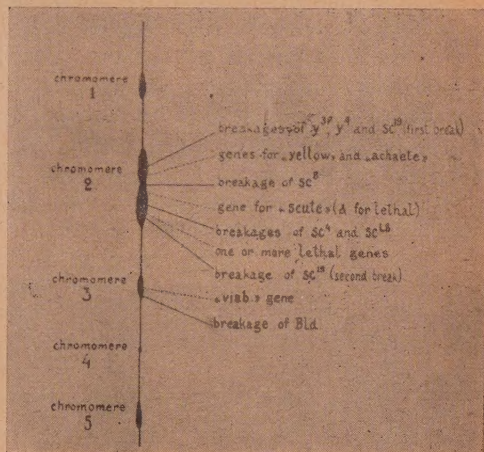 chromomere
1
breakages of y³ᴾ, y⁴ and sc¹⁹ (first break)
genes for «yellow» and «achaete»
chromomere
2
breakage of sc⁸
gene for «scute» (& for lethal)
breakages of sc⁴ and scᴸ⁸
one or more lethal genes
breakage of sc¹⁹ (second break)
chromomere
3
«viab» gene
breakage of Bld
chromomere
4
chromomere
5